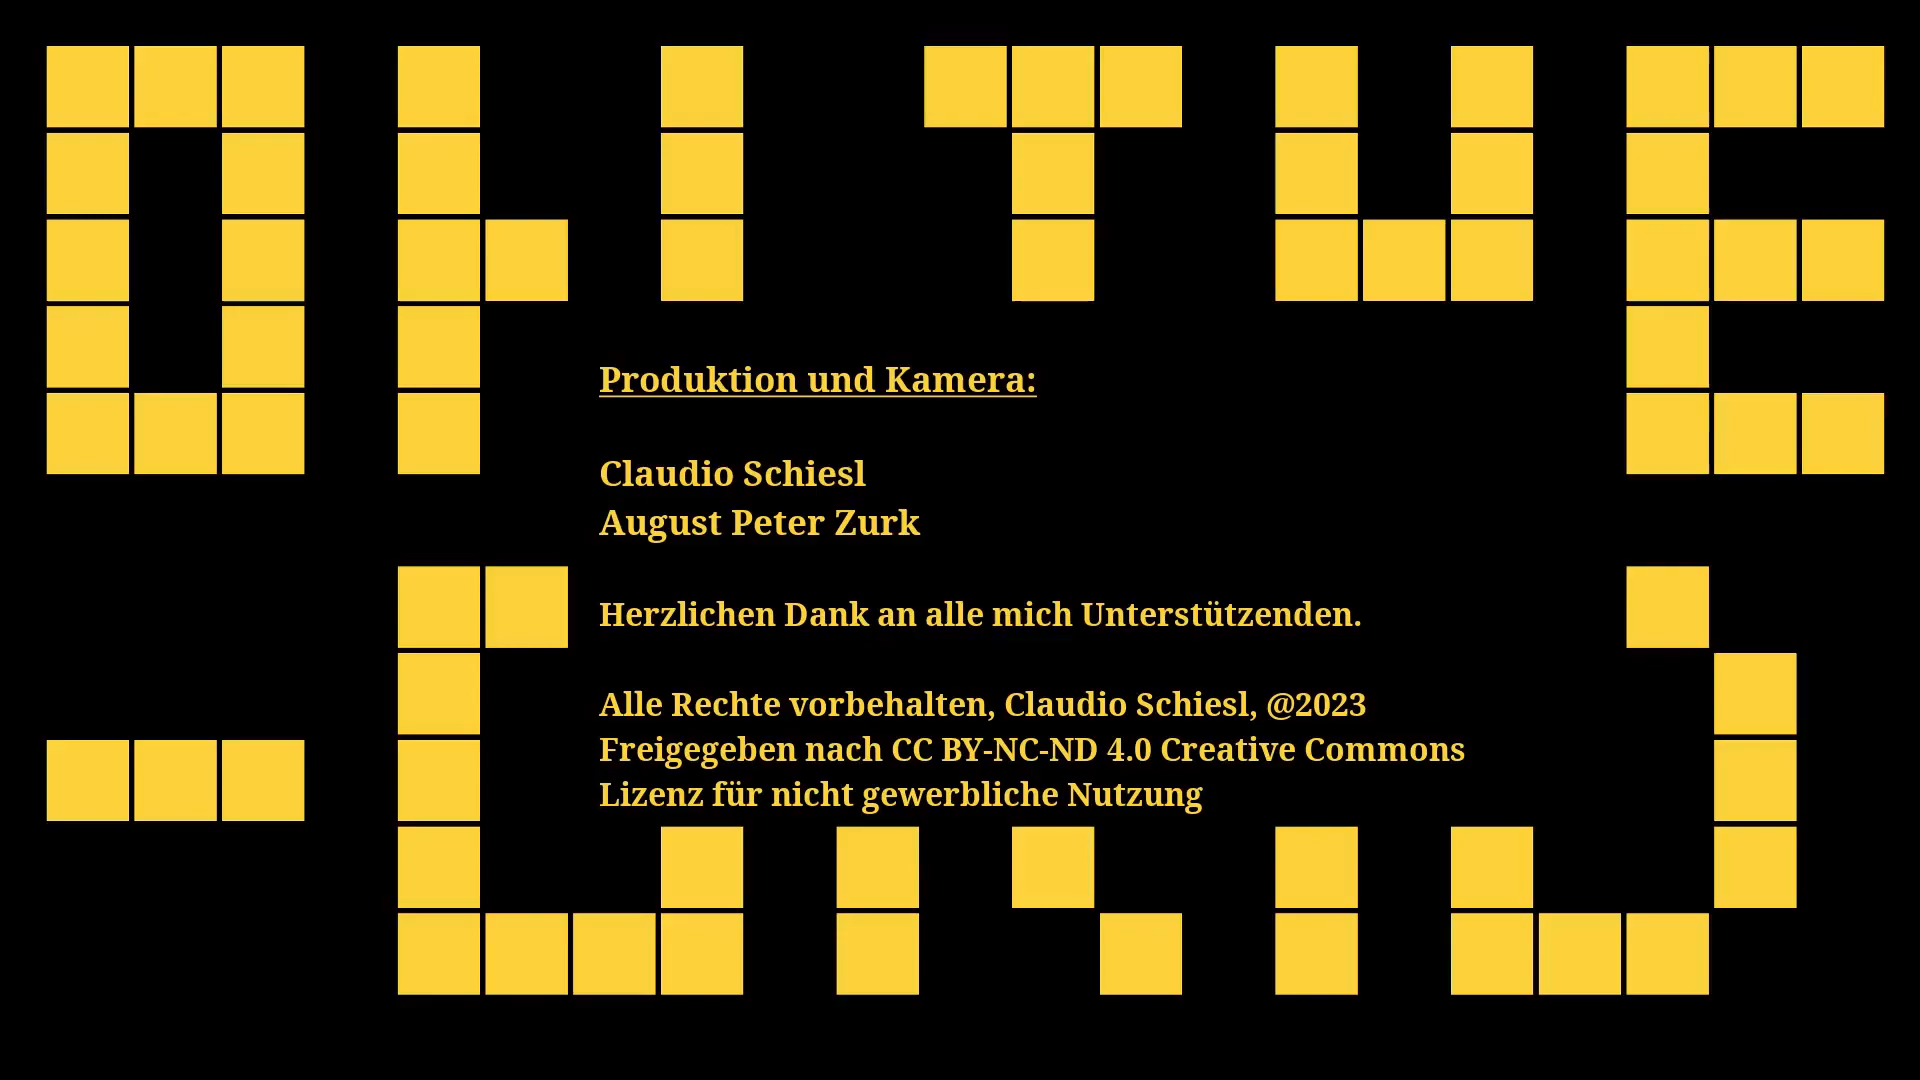 Produktion und Kamera:
Claudio Schiesl
August Peter Zurk
Herzlichen Dank an alle mich Unterstützenden.
Alle Rechte vorbehalten, Claudio Schiesl, @2023
Freigegeben nach CC BY-NC-ND 4.0 Creative Commons
Lizenz für nicht gewerbliche Nutzung